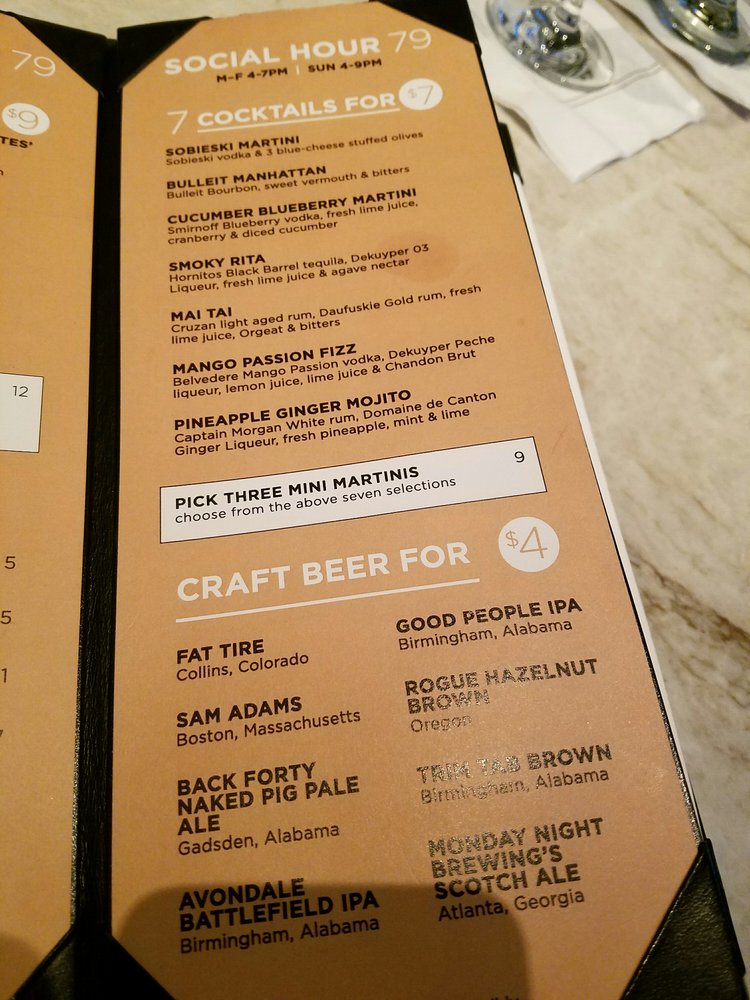 79
$9
TES'
12
5
5
1
SOCIAL HOUR 79
M-F 4-7PM | SUN 4-9PM
7 COCKTAILS FOR $7
SOBIESKI MARTINI
Sobieski vodka & 3 blue-cheese stuffed olives
BULLEIT MANHATTAN
Bulleit Bourbon, sweet vermouth & bitters
CUCUMBER BLUEBERRY MARTINI
Smirnoff Blueberry vodka, fresh lime juice,
cranberry & diced cucumber
SMOKY RITA
Hornitos Black Barrel tequila, Dekuyper 03
Liqueur, fresh lime juice & agave nectar
MAI TAI
Cruzan light aged rum, Daufuskie Gold rum, fresh
lime juice, Orgeat & bitters
MANGO PASSION FIZZ
Belvedere Mango Passion vodka, Dekuyper Peche
liqueur, lemon juice, lime juice & Chandon Brut
PINEAPPLE GINGER MOJITO
Captain Morgan White rum, Domaine de Canton
Ginger Liqueur, fresh pineapple, mint & lime
PICK THREE MINI MARTINIS 9
choose from the above seven selections
CRAFT BEER FOR $4
FAT TIRE
Collins, Colorado
SAM ADAMS
Boston, Massachusetts
BACK FORTY
NAKED PIG PALE
ALE
Gadsden, Alabama
AVONDALE
BATTLEFIELD IPA
Birmingham, Alabama
GOOD PEOPLE IPA
Birmingham, Alabama
ROGUE HAZELNUT
BROWN
Oregon
TRIM TAB BROWN
Birmingham, Alabama
MONDAY NIGHT
BREWING'S
SCOTCH ALE
Atlanta, Georgia